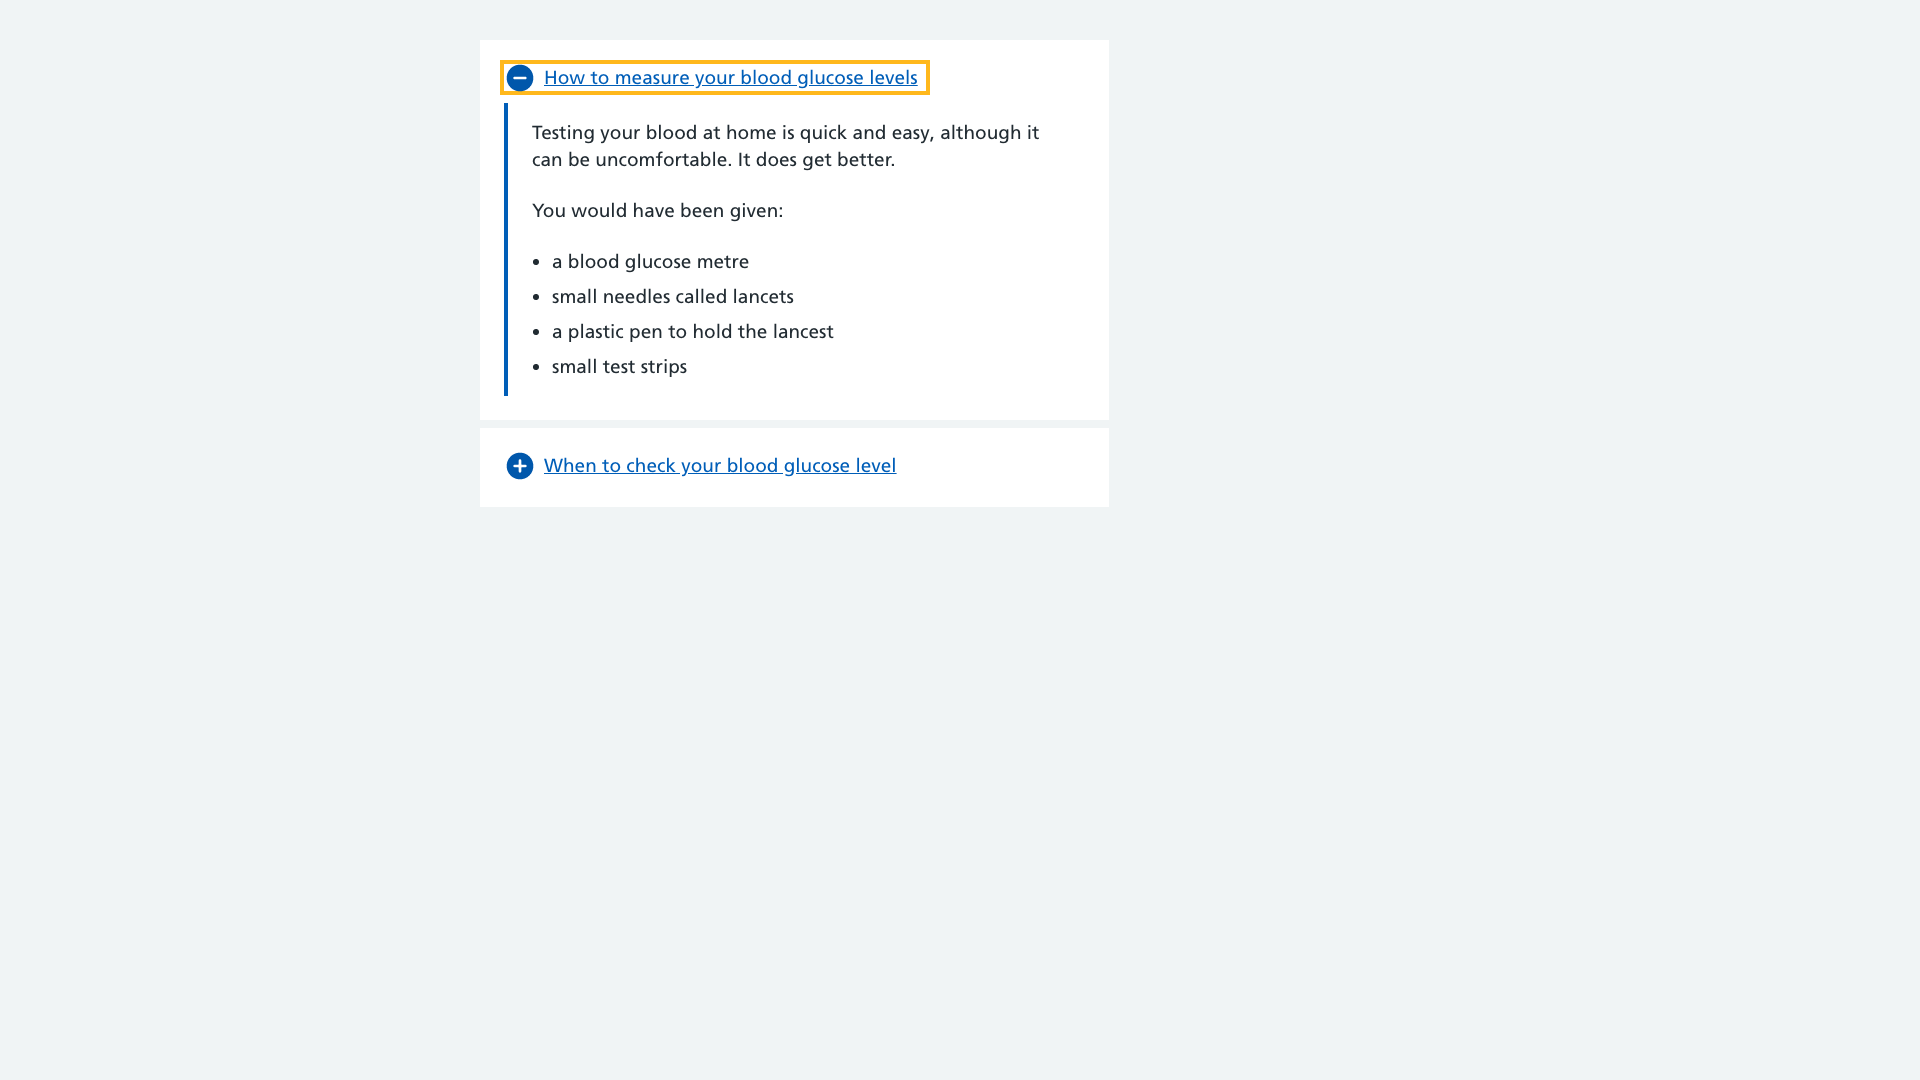 How to measure your blood glucose levels
Testing your blood at home is quick and easy, although it
can be uncomfortable. It does get better.
You would have been given:
• a blood glucose metre
• small needles called lancets
• a plastic pen to hold the lancest
• small test strips
When to check your blood glucose level